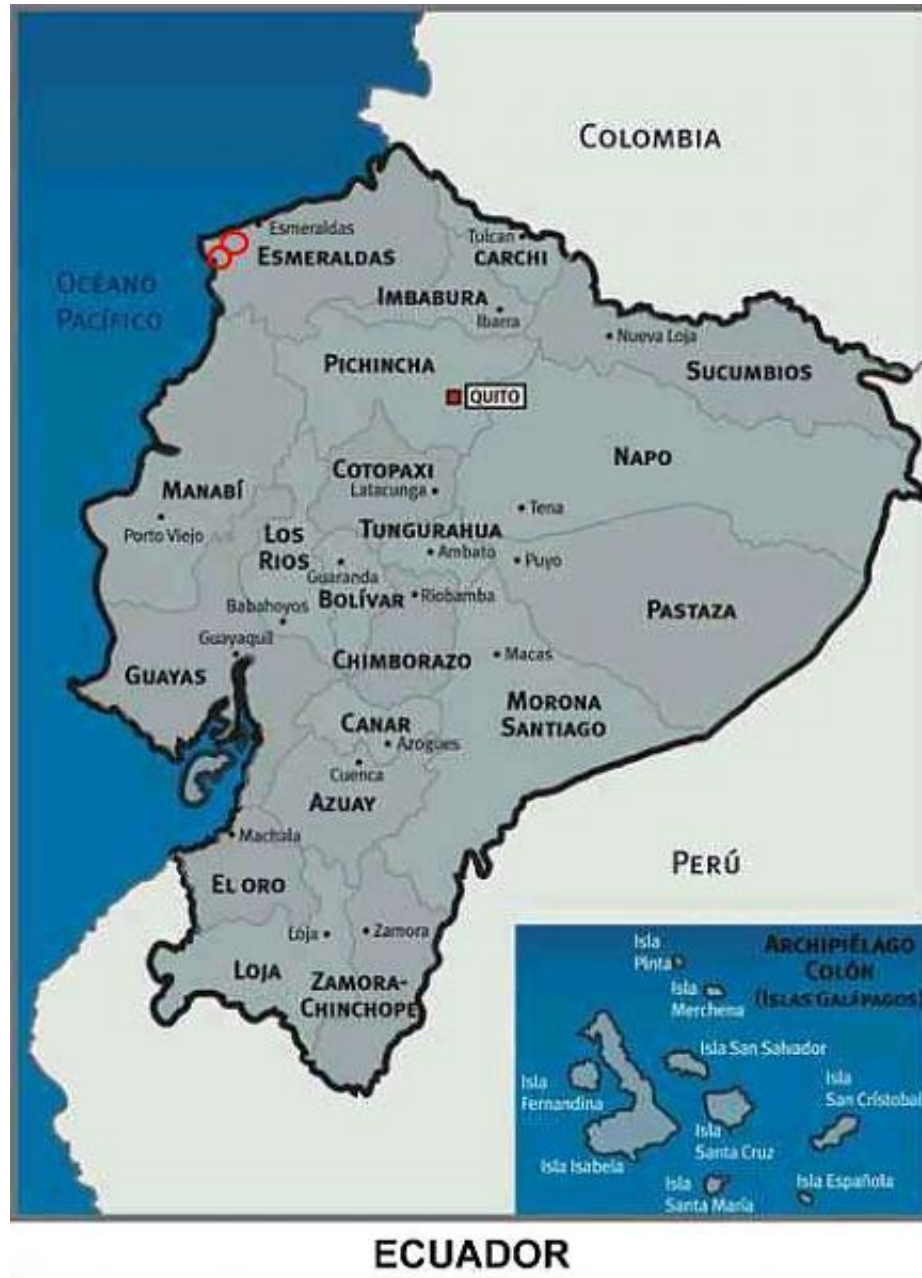 COLOMBIA
Esmeraldas
ESMERALDAS
Tulcan
CARCHI
OCÉANO
PACÍFICO
IMBABURA
Ibarra
Nueva Loja
PICHINCHA
SUCUMBIOS
QUITO
NAPO
COTOPAXI
Latacunga
MANABÍ
Porto Viejo
Tena
LOS
RIOS
TUNGURAHUA
Ambato
Puyo
Guaranda
BOLÍVAR
Riobamba
Babahoyos
PASTAZA
Guayaquil
GUAYAS
CHIMBORAZO
Macas
MORONA
SANTIAGO
CANAR
Azogues
Cuenca
AZUAY
Machala
PERÚ
EL ORO
Loja
Zamora
LOJA
ZAMORA-
CHINCHOPE
ARCHIPIÉLAGO
COLÓN
(ISLAS GALÁPAGOS)
Isla
Pinta
Isla
Merchena
Isla San Salvador
Isla
Fernandina
Isla
San Cristobal
Isla
Santa Cruz
Isla Isabela
Isla
Santa María
Isla Española
ECUADOR